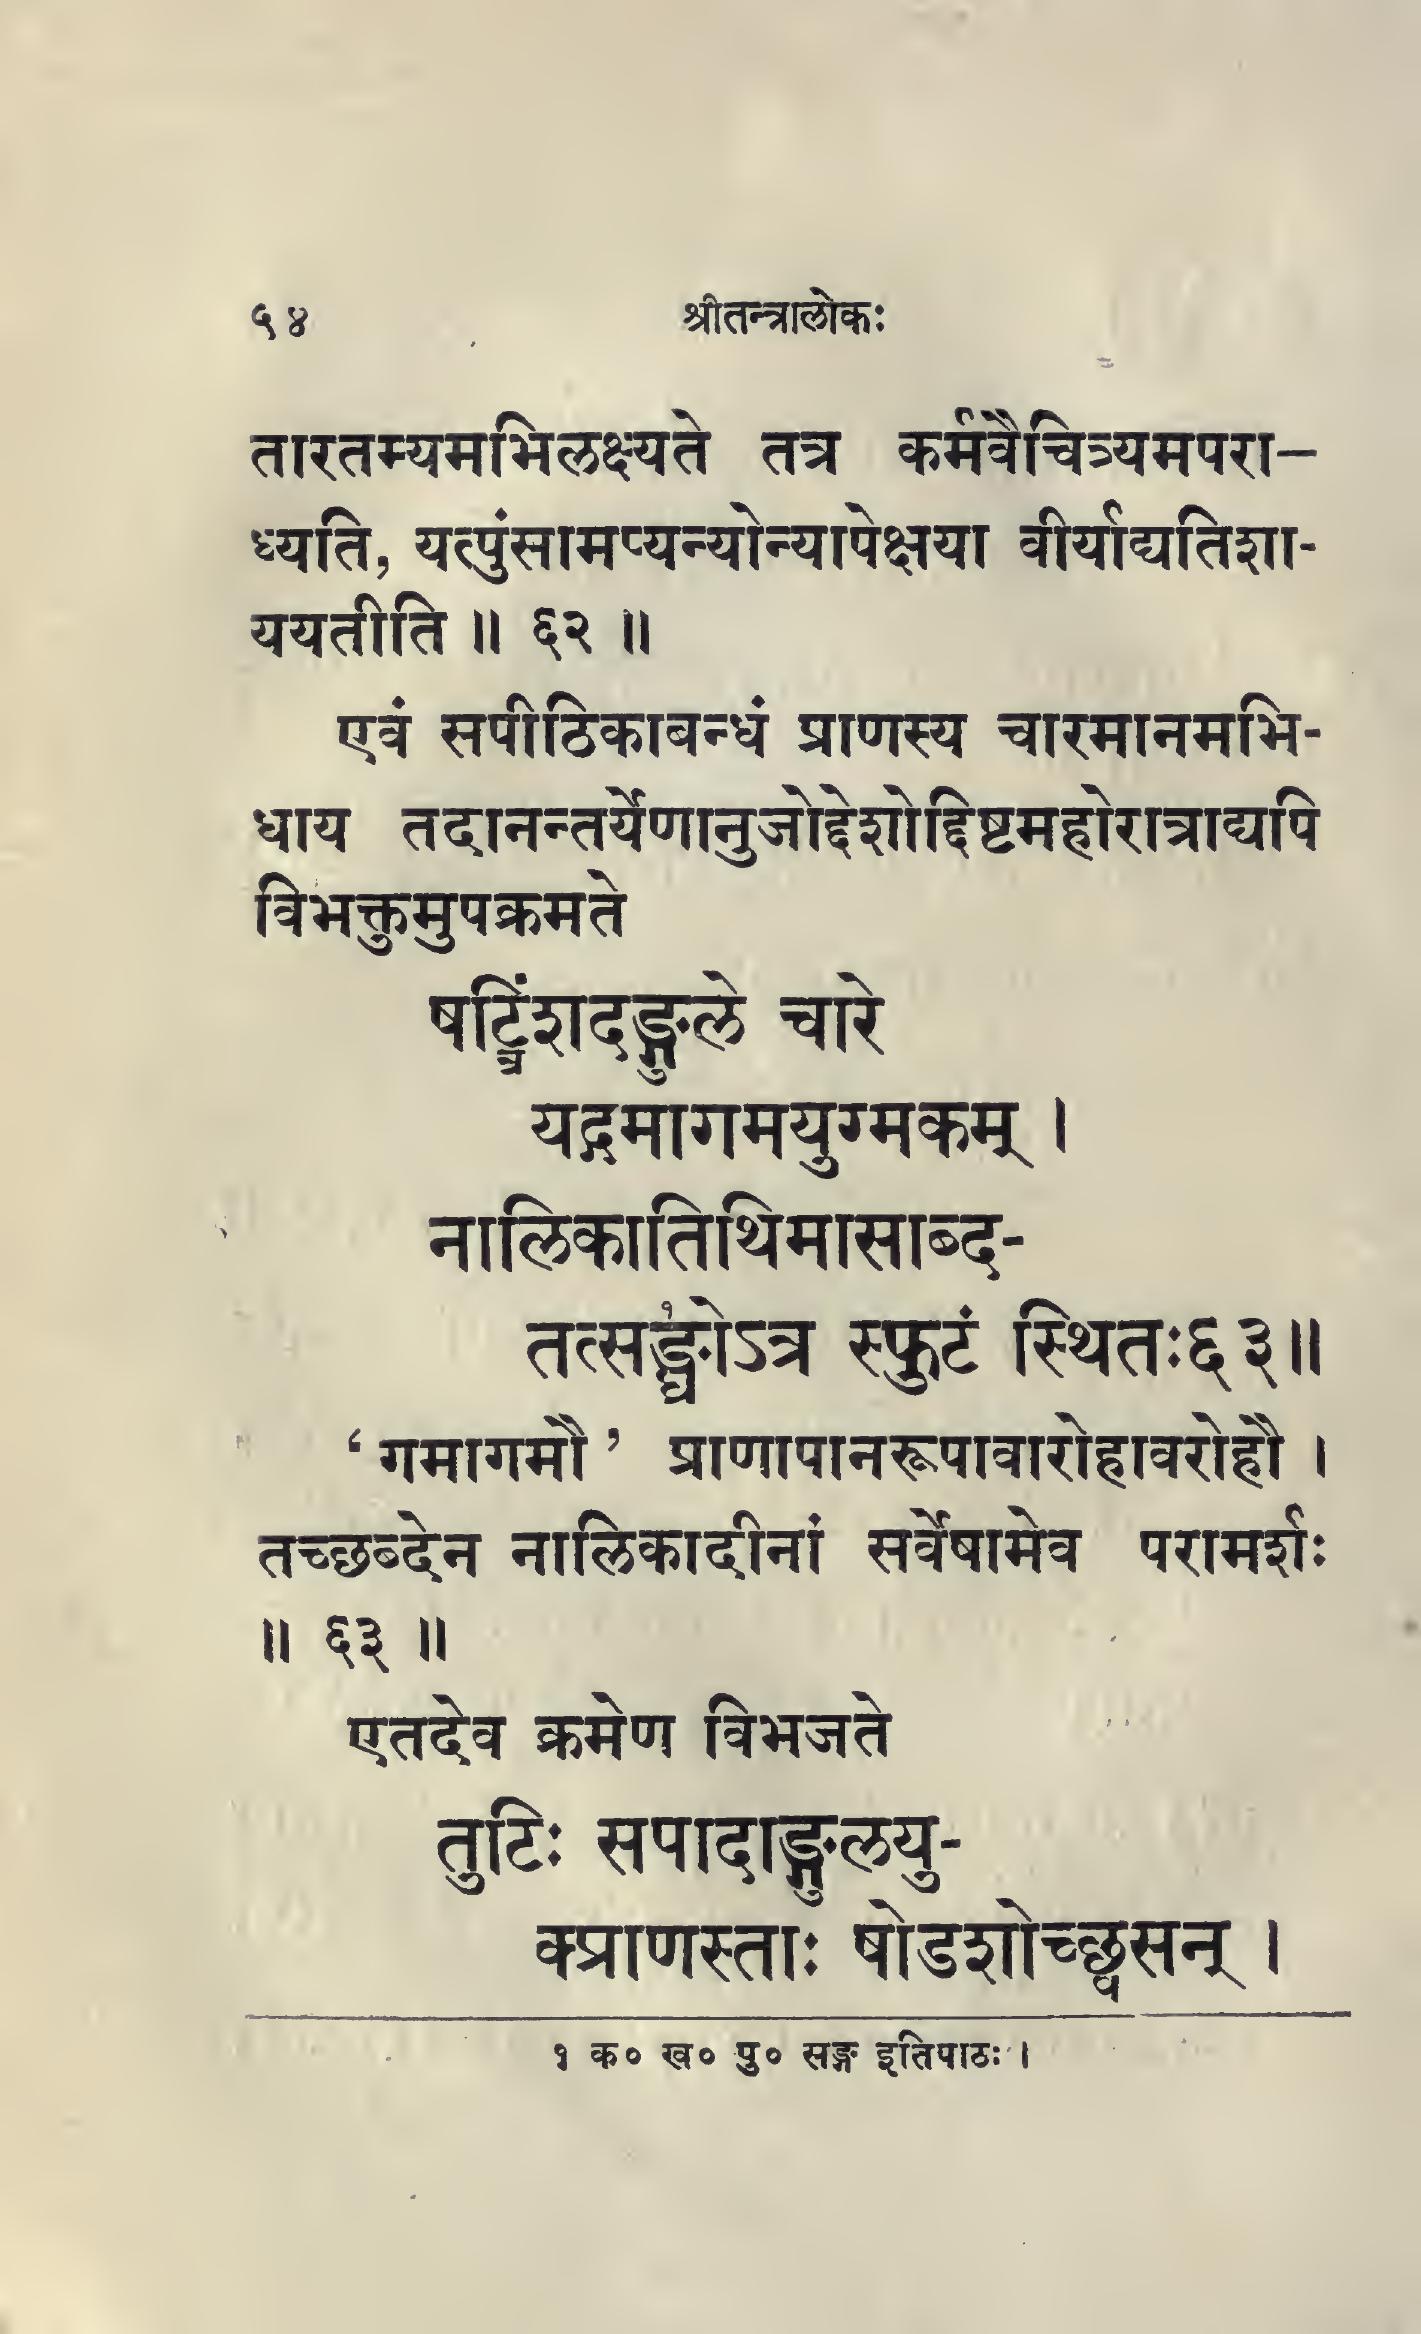 ५४ श्रीतन्त्रालोकः
तारतम्यमभिलक्ष्यते तत्र कर्मवैचित्र्यमपरा—
ध्यति, यत्पुंसामप्यन्योन्यापेक्षया वीर्याद्यतिशा-
ययतीति ॥ ६२ ॥
एवं सपीठिकाबन्धं प्राणस्य चारमानमभि-
धाय तदानन्तर्येणानुजोद्देशोद्दिष्टमहोरात्राद्यपि
विभक्तुमुपक्रमते
षट्त्रिंशदङ्गुले चारे
यद्गमागमयुग्मकम् ।
नालिकातिथिमासाब्द-
तत्सङ्घो१ऽत्र स्फुटं स्थितः६३॥
‘गमागमौ’ प्राणापानरूपावारोहावरोहौ ।
तच्छब्देन नालिकादीनां सर्वेषामेव परामर्शः
॥ ६३ ॥
एतदेव क्रमेण विभजते
तुटिः सपादाङ्गुलयु-
क्प्राणस्ताः षोडशोच्छ्वसन् ।
१ क० ख० पु० सङ्ग इतिपाठः ।